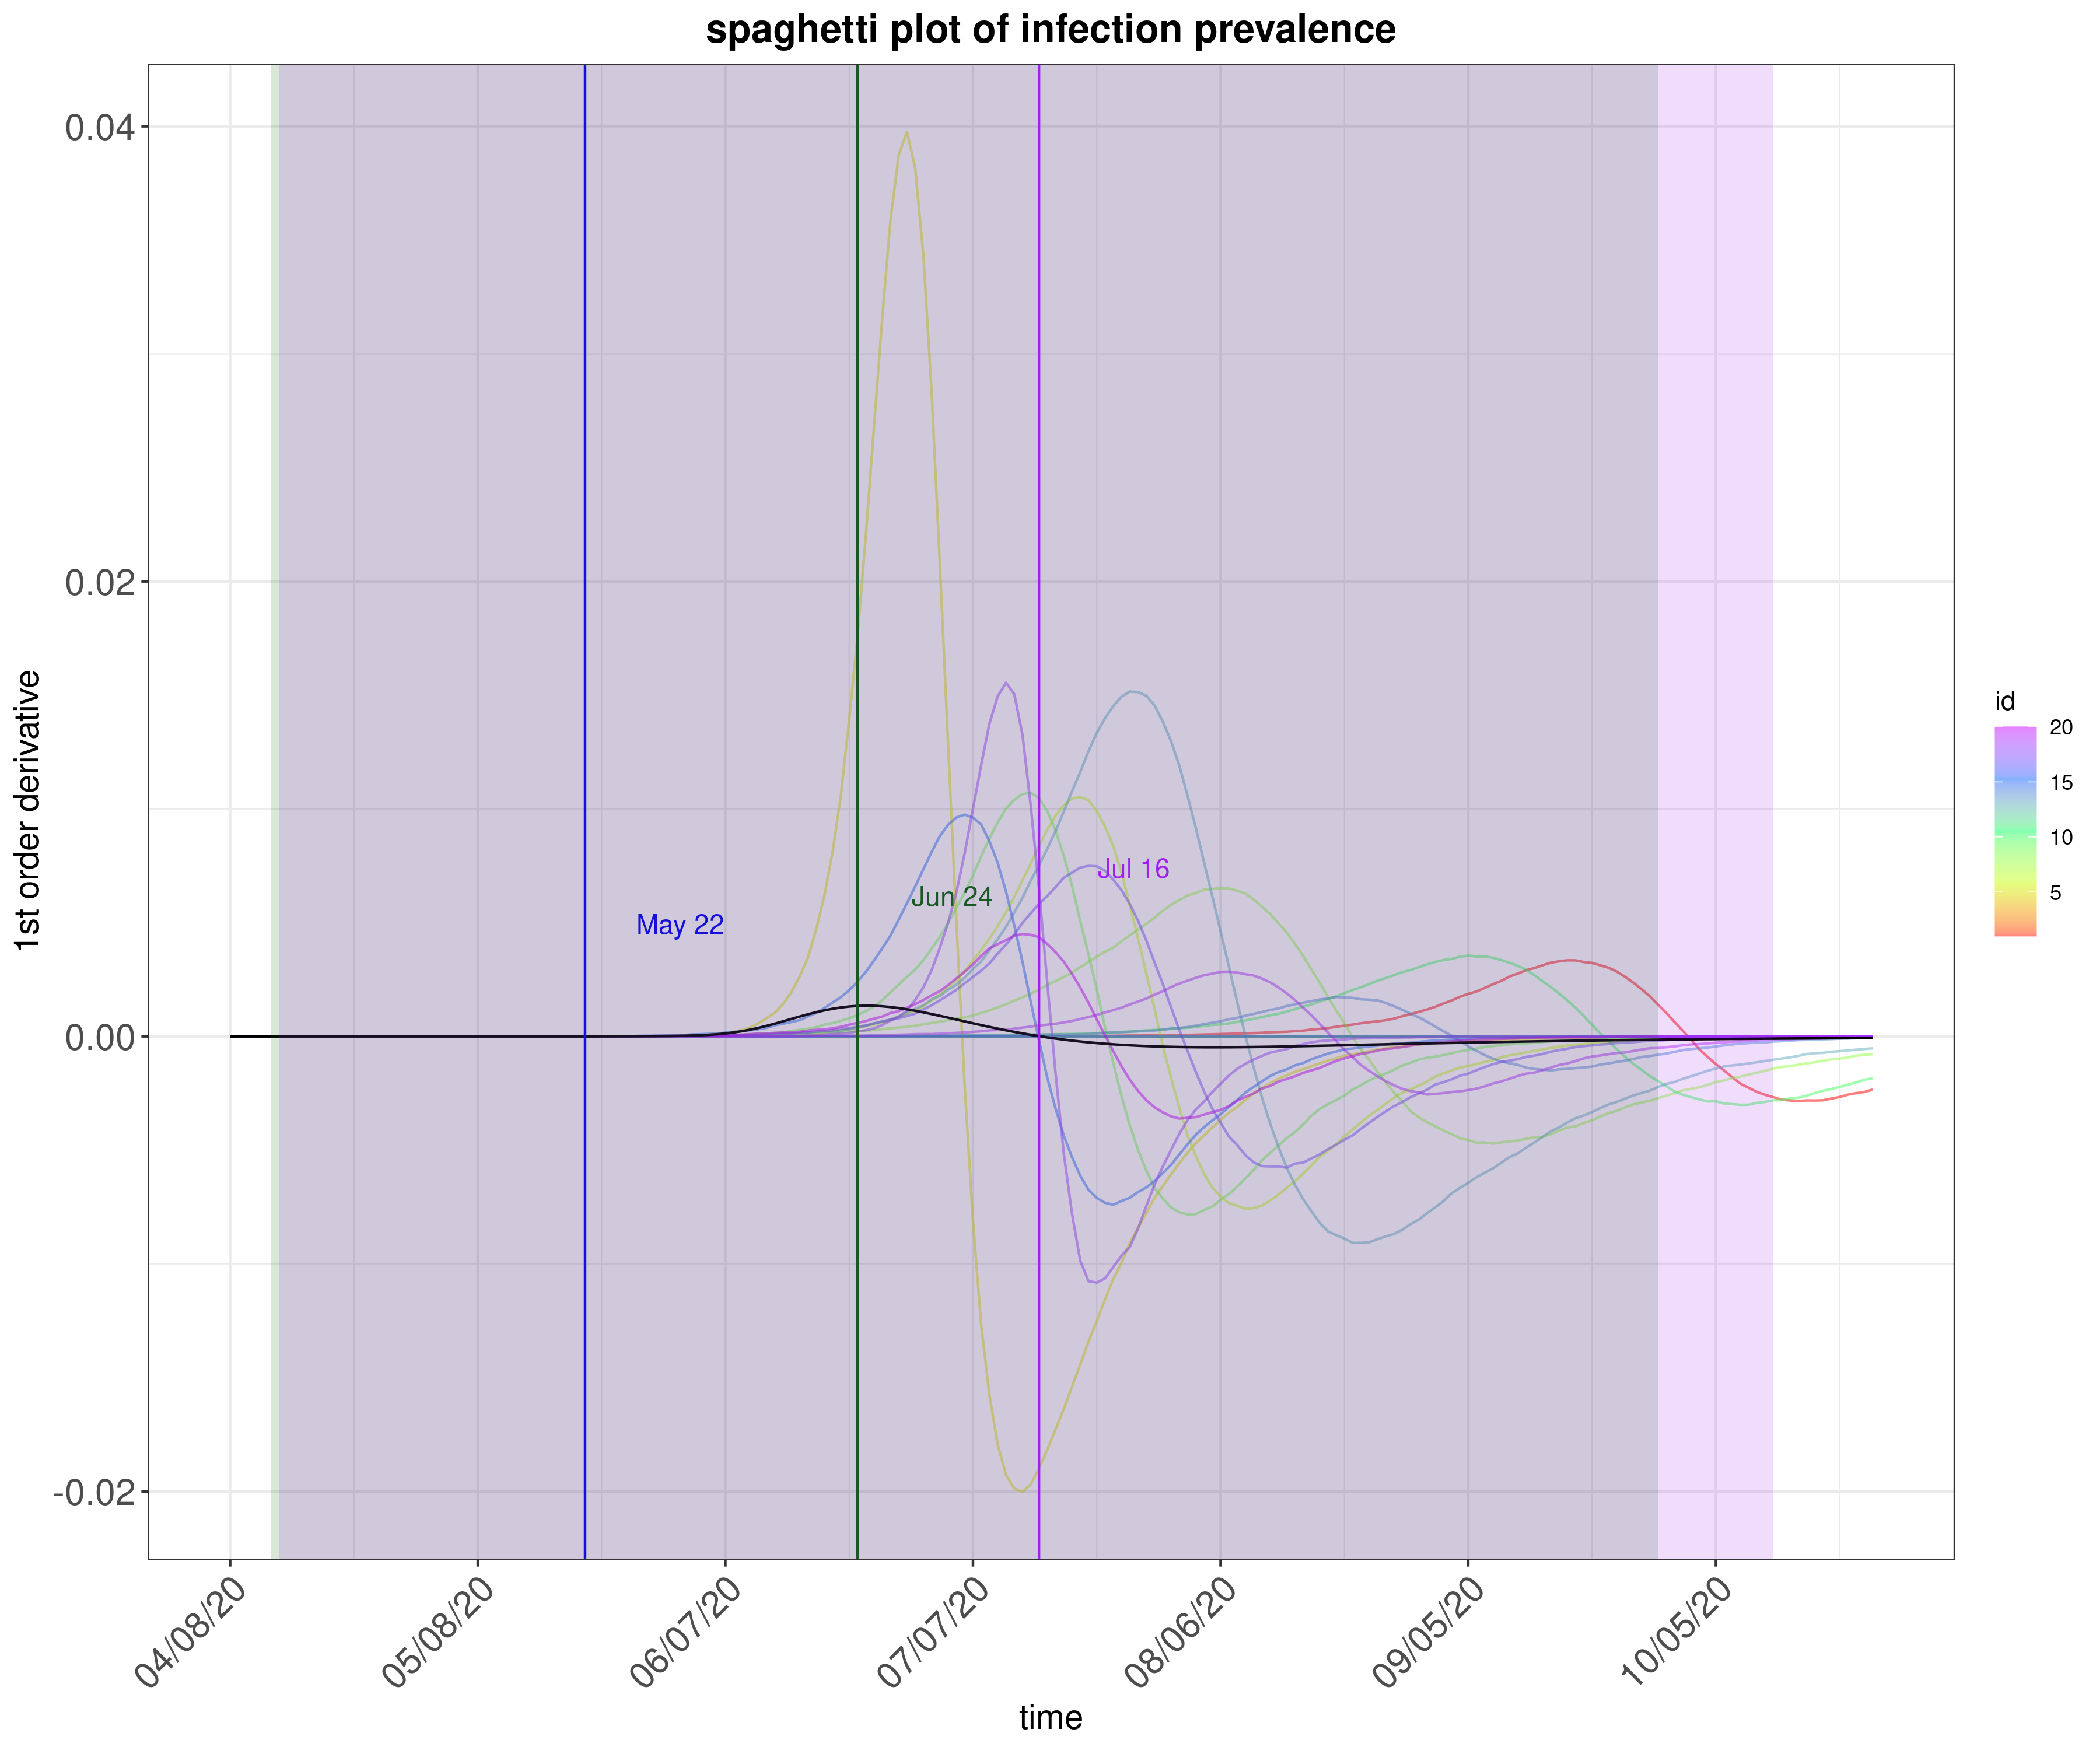 spaghetti plot of infection prevalence
0.04
0.02
0.00
-0.02
1st order derivative
May 22
Jun 24
Jul 16
id
20
15
10
5
04/08/20
05/08/20
06/07/20
07/07/20
08/06/20
09/05/20
10/05/20
time